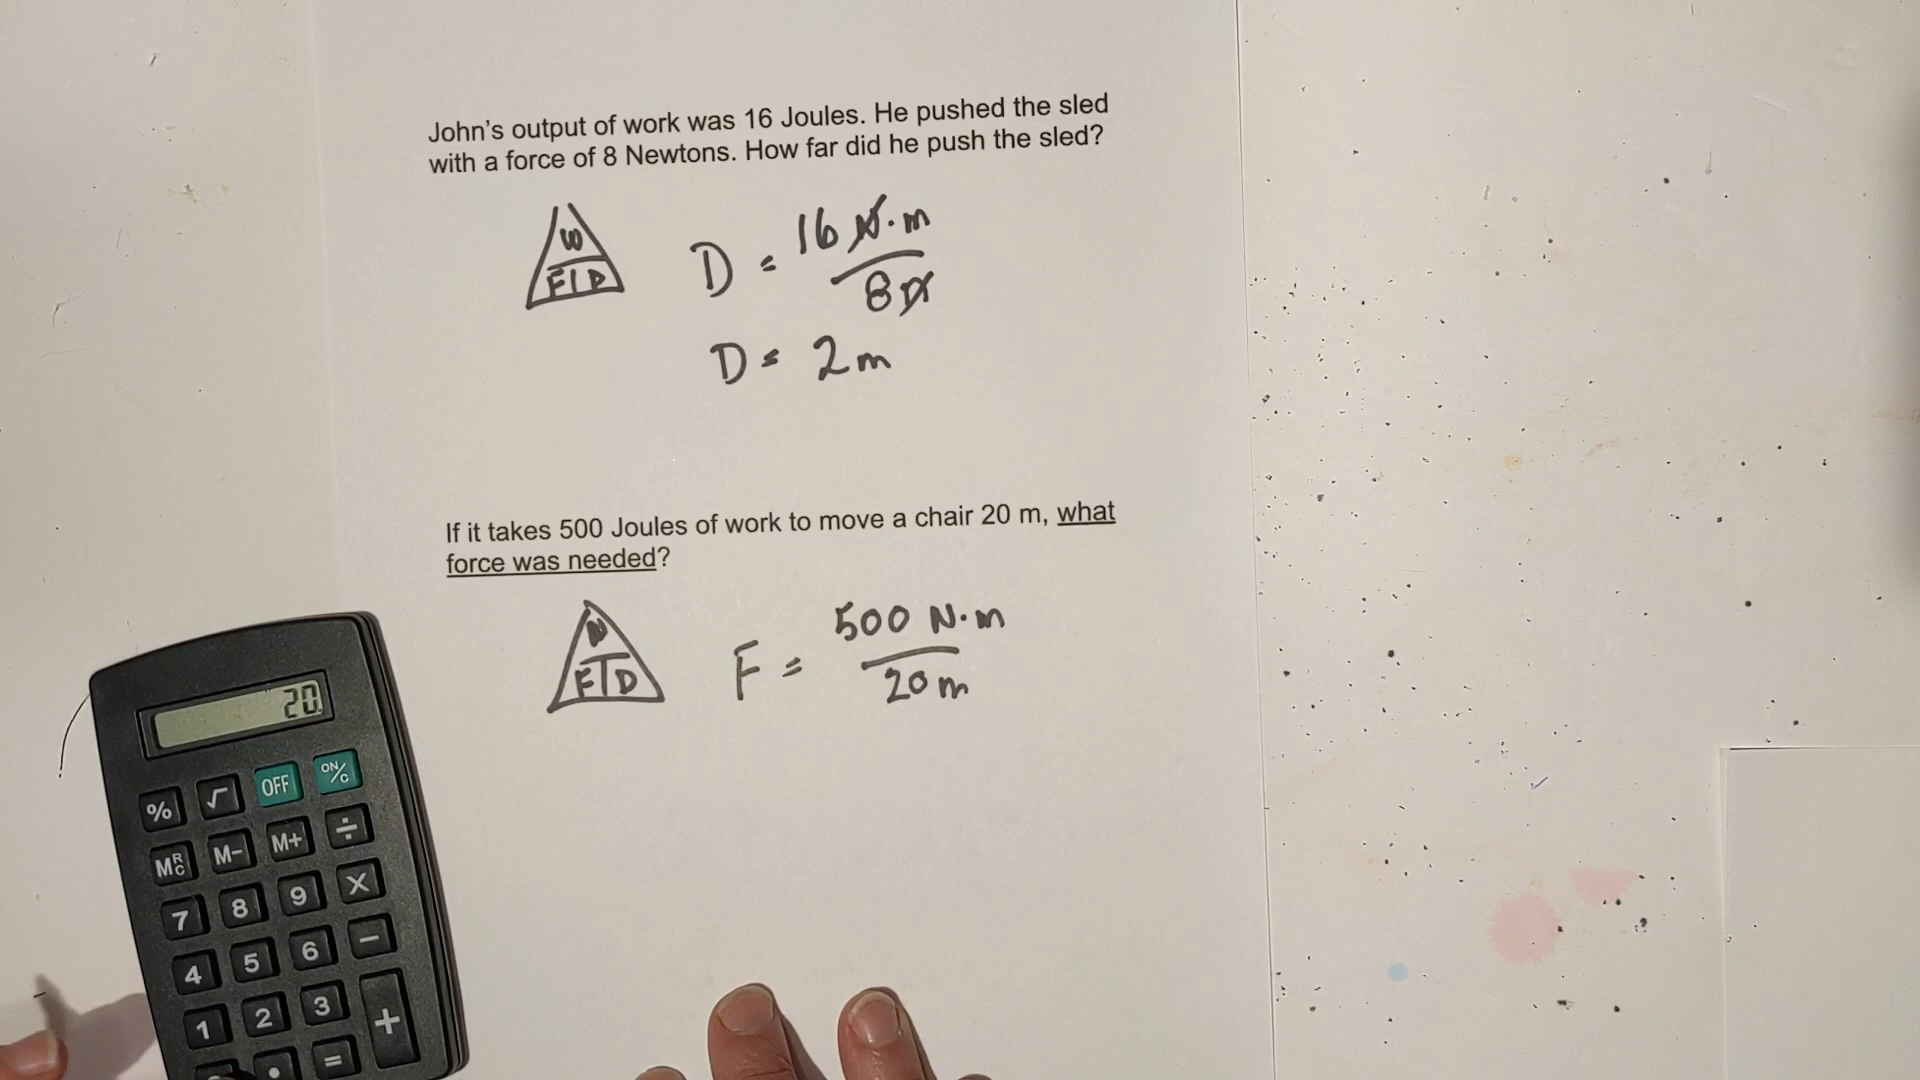 John's output of work was 16 Joules. He pushed the sled
with a force of 8 Newtons. How far did he push the sled?
W
F D
D = 16 N·m
8 N
D = 2m
If it takes 500 Joules of work to move a chair 20 m, what
force was needed?
W
F D
F = 500 N·m
20 m
20.
% √ OFF ON/C
MRC M- M+ ÷
7 8 9 X
4 5 6 −
1 2 3 +
. =